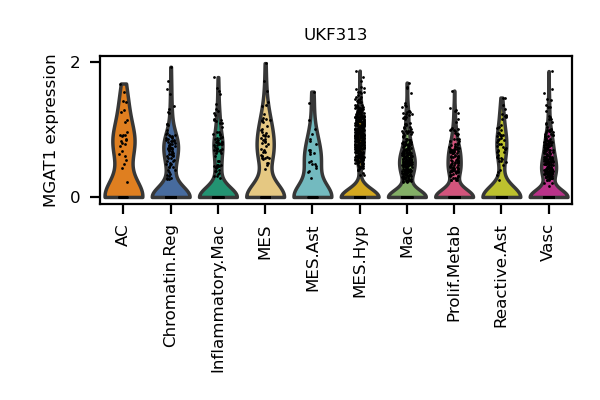 UKF313
MGAT1 expression
2
0
AC
Chromatin.Reg
Inflammatory.Mac
MES
MES.Ast
MES.Hyp
Mac
Prolif.Metab
Reactive.Ast
Vasc